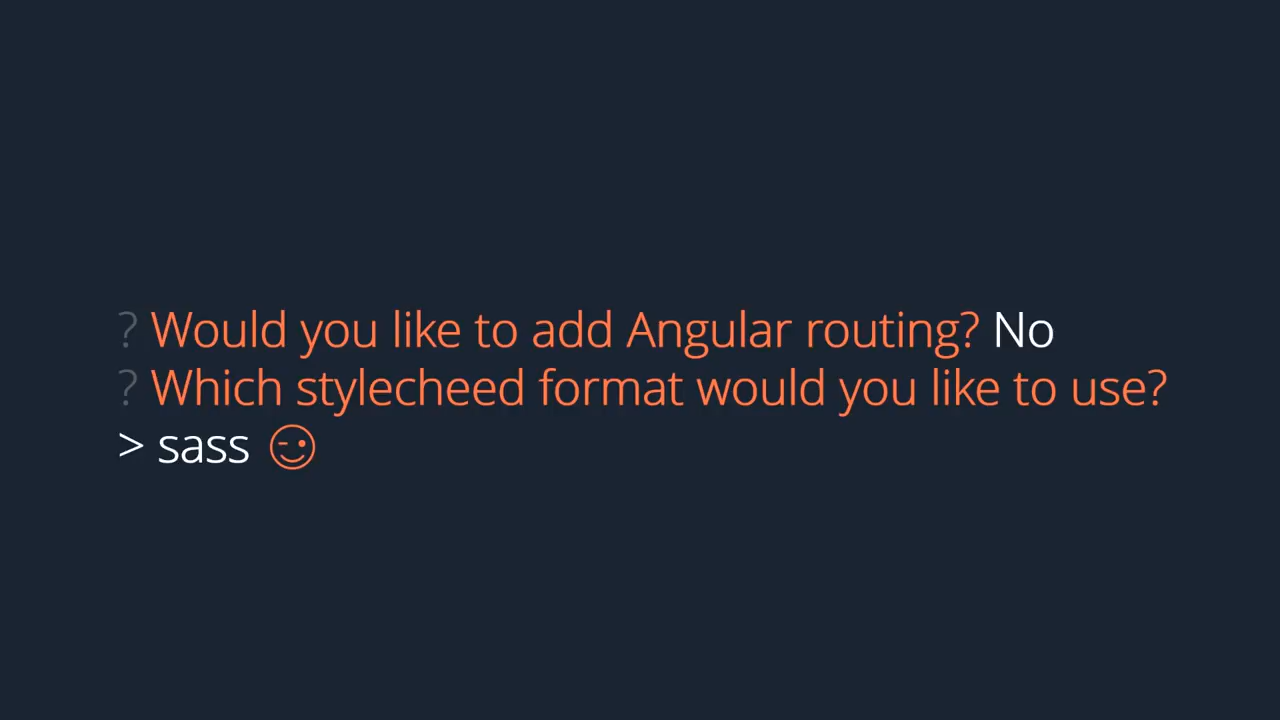 ? Would you like to add Angular routing? No
? Which stylecheed format would you like to use?
> sass 😉